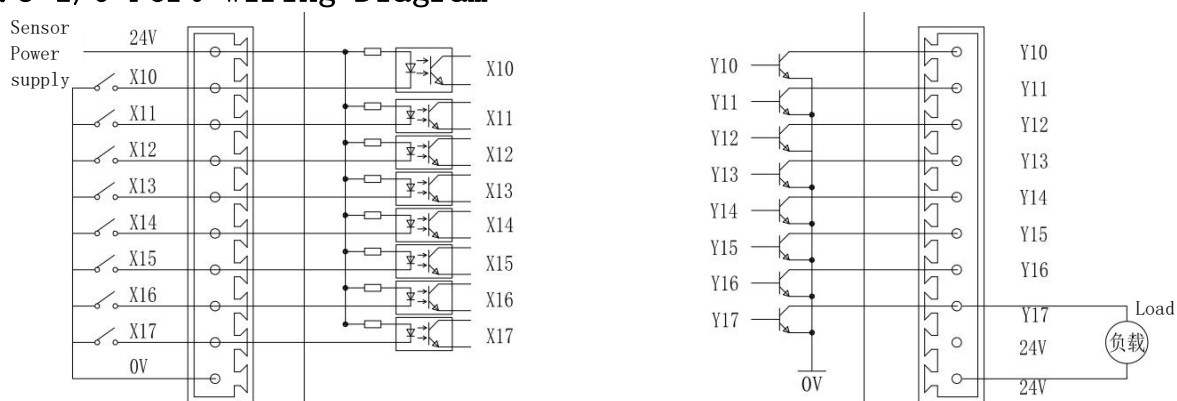 I/O Port Wiring Diagram
Sensor
Power
supply
24V
X10
X11
X12
X13
X14
X15
X16
X17
0V
X10
X11
X12
X13
X14
X15
X16
X17
Y10
Y11
Y12
Y13
Y14
Y15
Y16
Y17
0V
Y10
Y11
Y12
Y13
Y14
Y15
Y16
Y17
24V
24V
Load
负载